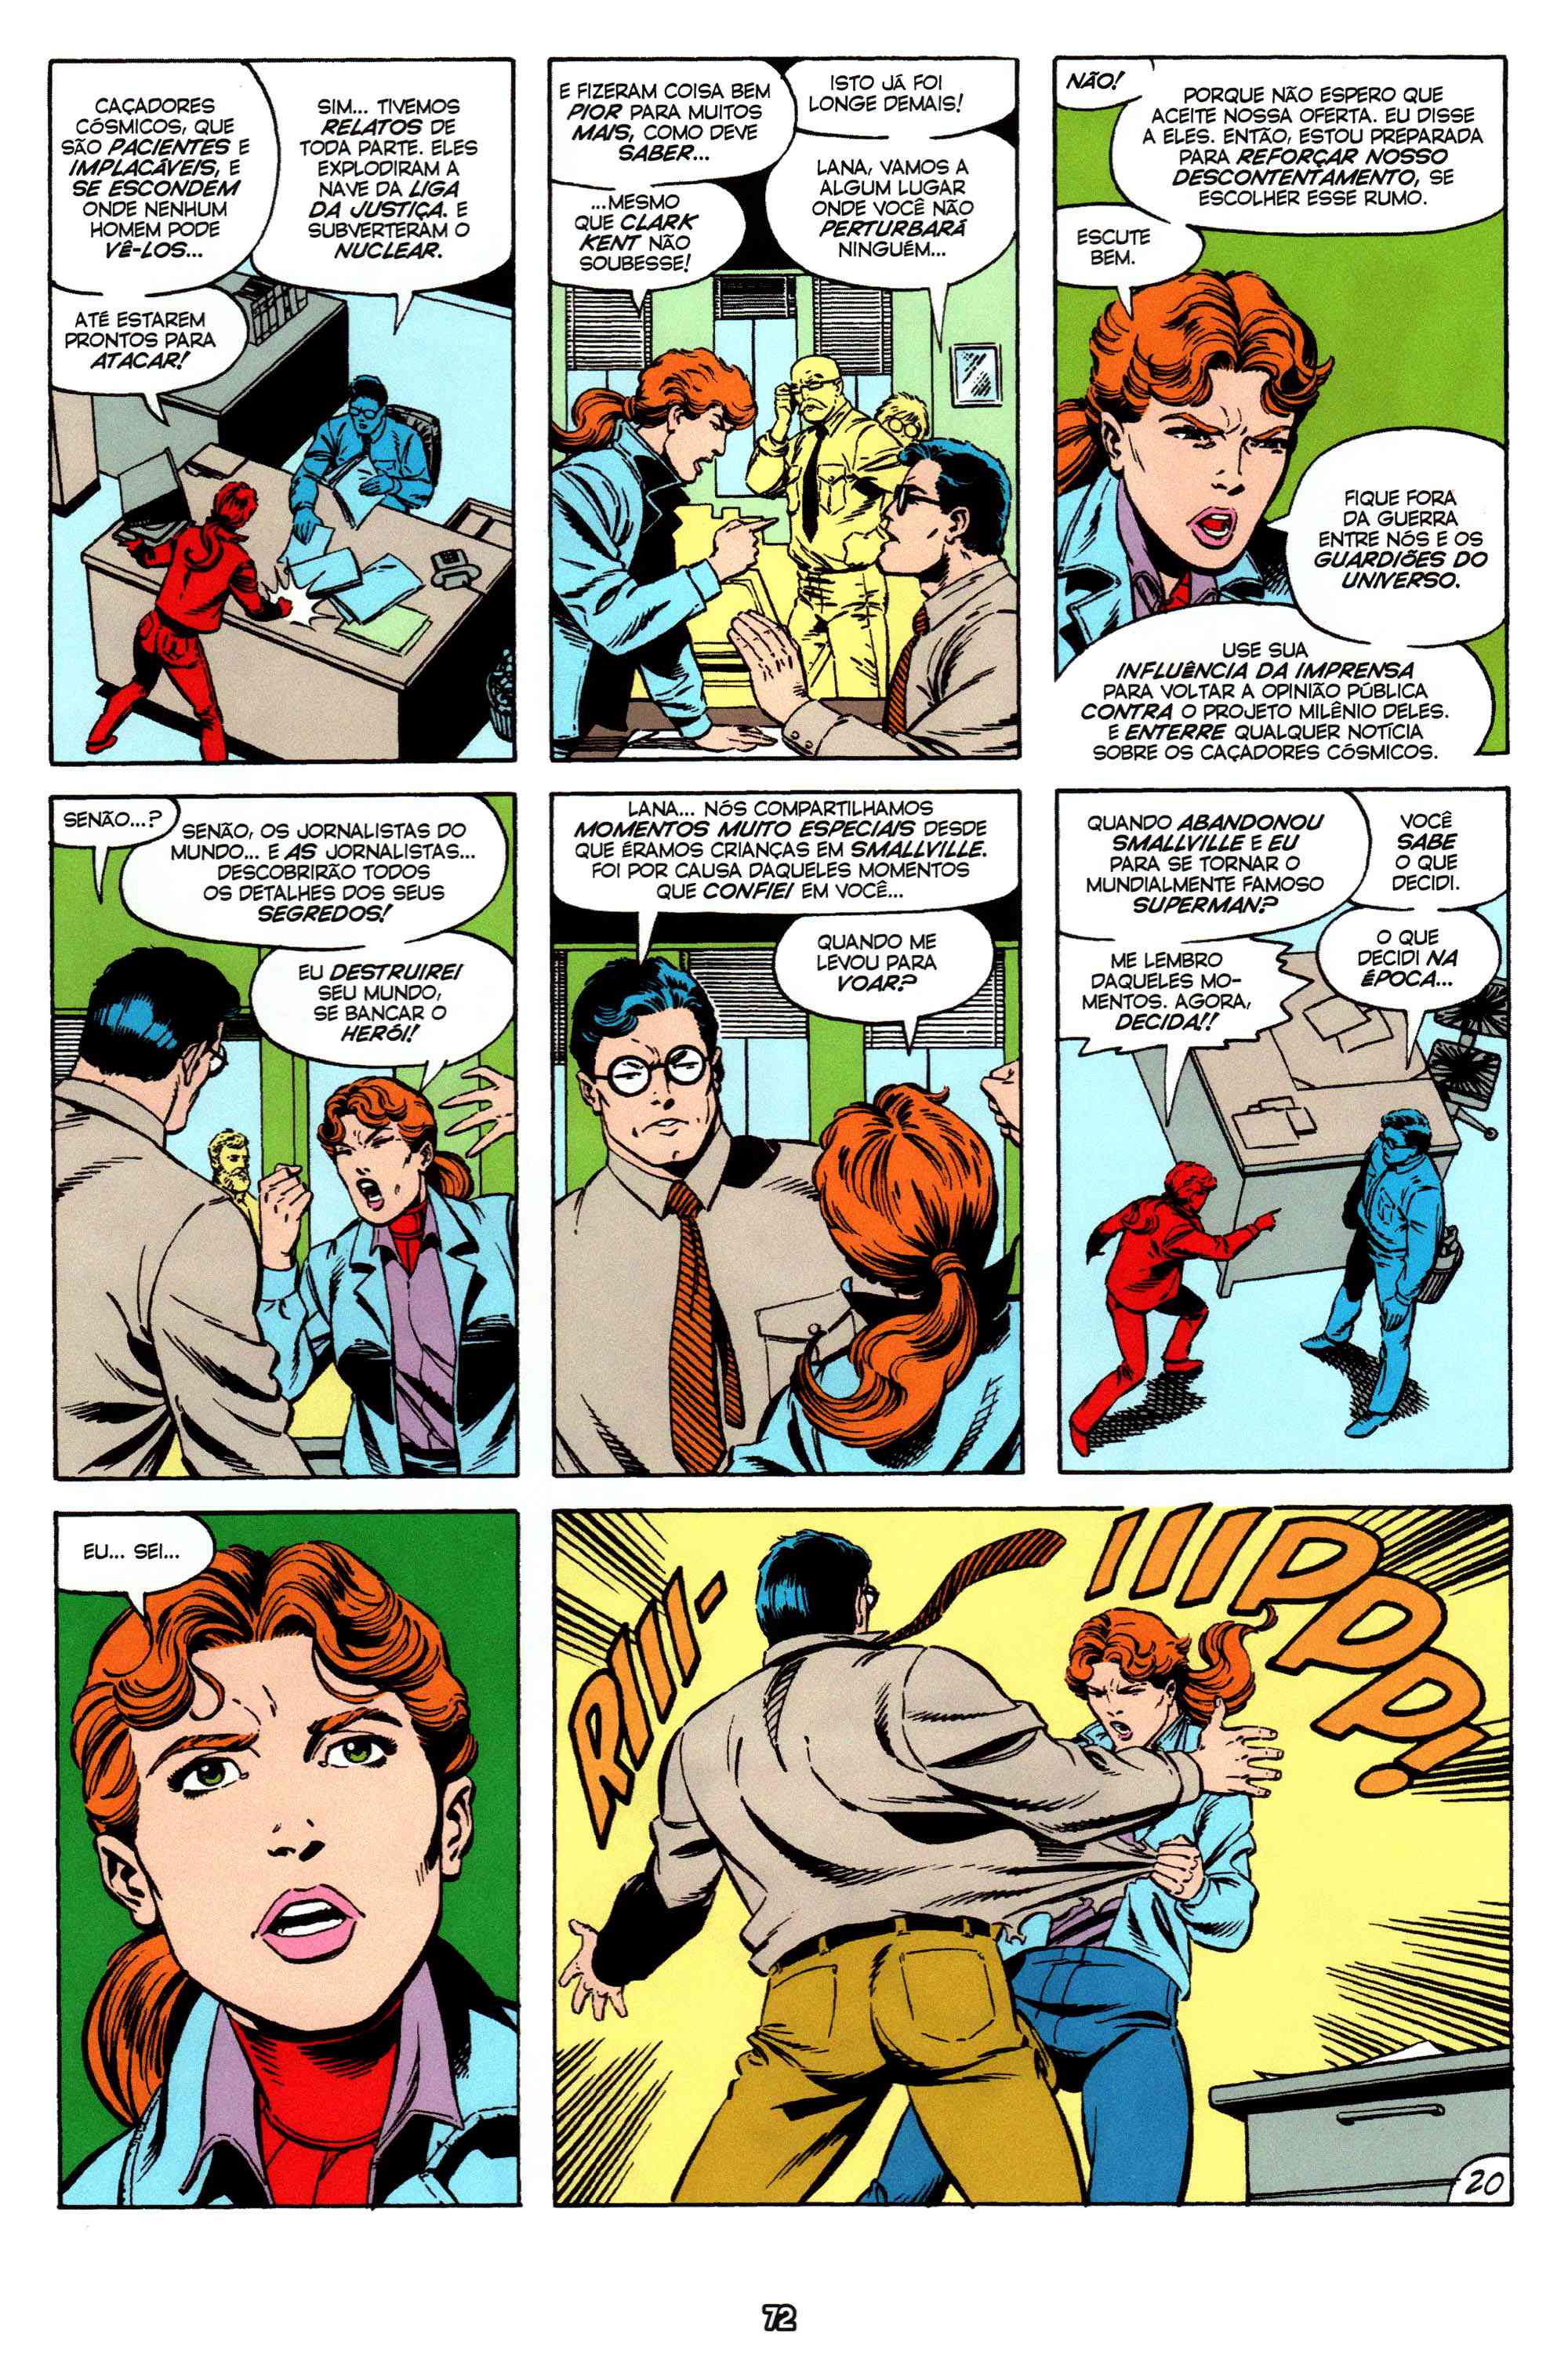 CAÇADORES
CÓSMICOS, QUE
SÃO PACIENTES E
IMPLACÁVEIS, E
SE ESCONDEM
ONDE NENHUM
HOMEM PODE
VÊ-LOS...
SIM... TIVEMOS
RELATOS DE
TODA PARTE. ELES
EXPLODIRAM A
NAVE DA LIGA
DA JUSTIÇA. E
SUBVERTERAM O
NUCLEAR.
ATÉ ESTAREM
PRONTOS PARA
ATACAR!
E FIZERAM COISA BEM
PIOR PARA MUITOS
MAIS, COMO DEVE
SABER...
...MESMO
QUE CLARK
KENT NÃO
SOUBESSE!
ISTO JÁ FOI
LONGE DEMAIS!
LANA, VAMOS A
ALGUM LUGAR
ONDE VOCÊ NÃO
PERTURBARÁ
NINGUÉM...
NÃO!
PORQUE NÃO ESPERO QUE
ACEITE NOSSA OFERTA. EU DISSE
A ELES. ENTÃO, ESTOU PREPARADA
PARA REFORÇAR NOSSO
DESCONTENTAMENTO, SE
ESCOLHER ESSE RUMO.
ESCUTE
BEM.
FIQUE FORA
DA GUERRA
ENTRE NÓS E OS
GUARDIÕES DO
UNIVERSO.
USE SUA
INFLUÊNCIA DA IMPRENSA
PARA VOLTAR A OPINIÃO PÚBLICA
CONTRA O PROJETO MILÊNIO DELES.
E ENTERRE QUALQUER NOTÍCIA
SOBRE OS CAÇADORES CÓSMICOS.
SENÃO...?
SENÃO, OS JORNALISTAS DO
MUNDO... E AS JORNALISTAS...
DESCOBRIRÃO TODOS
OS DETALHES DOS SEUS
SEGREDOS!
EU DESTRUIREI
SEU MUNDO,
SE BANCAR O
HERÓI!
LANA... NÓS COMPARTILHAMOS
MOMENTOS MUITO ESPECIAIS DESDE
QUE ÉRAMOS CRIANÇAS EM SMALLVILLE.
FOI POR CAUSA DAQUELES MOMENTOS
QUE CONFIEI EM VOCÊ...
QUANDO ME
LEVOU PARA
VOAR?
QUANDO ABANDONOU
SMALLVILLE E EU
PARA SE TORNAR O
MUNDIALMENTE FAMOSO
SUPERMAN?
VOCÊ
SABE
O QUE
DECIDI.
ME LEMBRO
DAQUELES MO-
MENTOS. AGORA,
DECIDA!!
O QUE
DECIDI NA
ÉPOCA...
EU... SEI...
RIIII-
IIIIPPP!
20
72